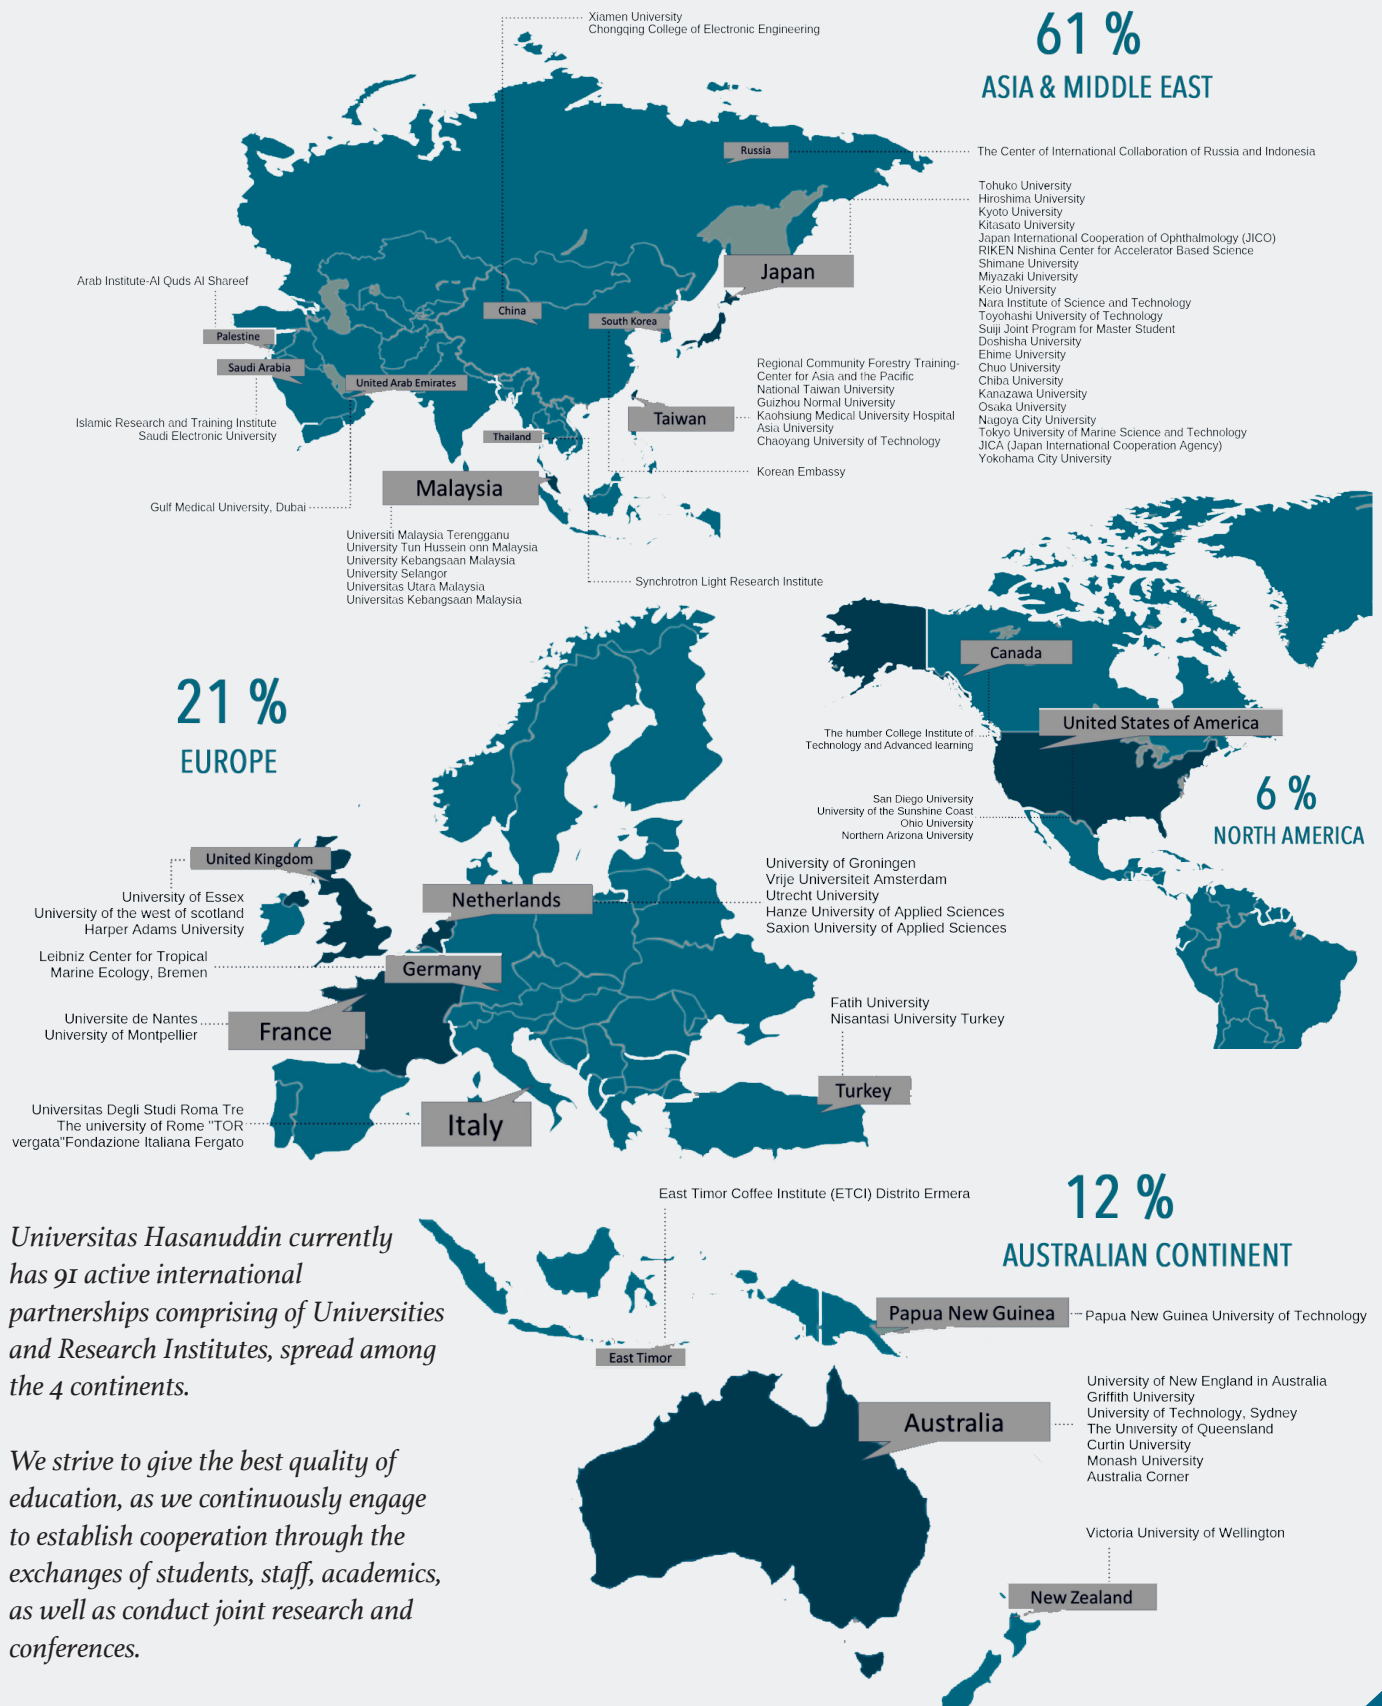 Xiamen University
Chongqing College of Electronic Engineering
61 %
ASIA & MIDDLE EAST
Russia
The Center of International Collaboration of Russia and Indonesia
Tohuko University
Hiroshima University
Kyoto University
Kitasato University
Japan International Cooperation of Ophthalmology (JICO)
RIKEN Nishina Center for Accelerator Based Science
Shimane University
Miyazaki University
Keio University
Nara Institute of Science and Technology
Toyohashi University of Technology
Suiji Joint Program for Master Student
Doshisha University
Ehime University
Chuo University
Chiba University
Kanazawa University
Osaka University
Nagoya City University
Tokyo University of Marine Science and Technology
JICA (Japan International Cooperation Agency)
Yokohama City University
Japan
Arab Institute-Al Quds Al Shareef
China
South Korea
Palestine
Saudi Arabia
United Arab Emirates
Regional Community Forestry Training-
Center for Asia and the Pacific
National Taiwan University
Guizhou Normal University
Kaohsiung Medical University Hospital
Asia University
Chaoyang University of Technology
Taiwan
Islamic Research and Training Institute
Saudi Electronic University
Thailand
Korean Embassy
Malaysia
Gulf Medical University, Dubai
Universiti Malaysia Terengganu
University Tun Hussein onn Malaysia
University Kebangsaan Malaysia
University Selangor
Universitas Utara Malaysia
Universitas Kebangsaan Malaysia
Synchrotron Light Research Institute
Canada
United States of America
The humber College Institute of
Technology and Advanced learning
San Diego University
University of the Sunshine Coast
Ohio University
Northern Arizona University
6 %
NORTH AMERICA
21 %
EUROPE
United Kingdom
University of Essex
University of the west of scotland
Harper Adams University
Netherlands
University of Groningen
Vrije Universiteit Amsterdam
Utrecht University
Hanze University of Applied Sciences
Saxion University of Applied Sciences
Leibniz Center for Tropical
Marine Ecology, Bremen
Germany
Universite de Nantes
University of Montpellier
France
Fatih University
Nisantasi University Turkey
Turkey
Universitas Degli Studi Roma Tre
The university of Rome "TOR
vergata"Fondazione Italiana Fergato
Italy
East Timor Coffee Institute (ETCI) Distrito Ermera
12 %
AUSTRALIAN CONTINENT
Universitas Hasanuddin currently
has 91 active international
partnerships comprising of Universities
and Research Institutes, spread among
the 4 continents.
We strive to give the best quality of
education, as we continuously engage
to establish cooperation through the
exchanges of students, staff, academics,
as well as conduct joint research and
conferences.
Papua New Guinea
Papua New Guinea University of Technology
East Timor
Australia
University of New England in Australia
Griffith University
University of Technology, Sydney
The University of Queensland
Curtin University
Monash University
Australia Corner
Victoria University of Wellington
New Zealand